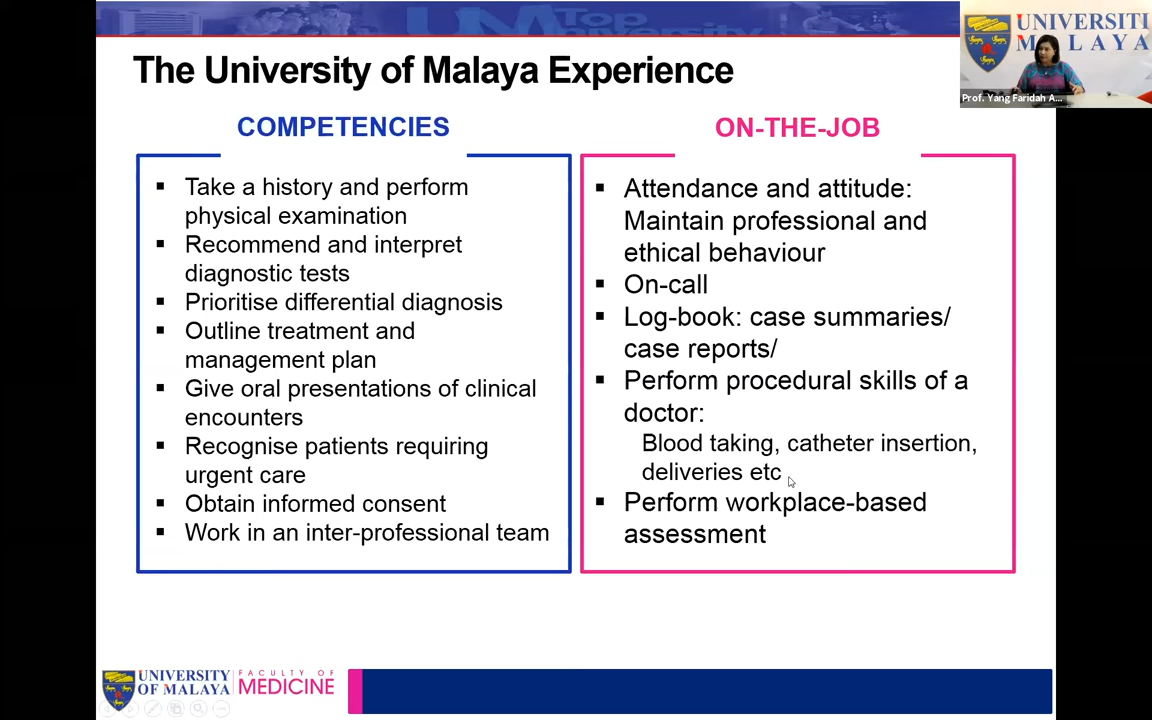 Top
University
UNIVERSITI
MALAYA
Prof. Yang Faridah A...
The University of Malaya Experience
COMPETENCIES
▪ Take a history and perform
physical examination
▪ Recommend and interpret
diagnostic tests
▪ Prioritise differential diagnosis
▪ Outline treatment and
management plan
▪ Give oral presentations of clinical
encounters
▪ Recognise patients requiring
urgent care
▪ Obtain informed consent
▪ Work in an inter-professional team
ON-THE-JOB
▪ Attendance and attitude:
Maintain professional and
ethical behaviour
▪ On-call
▪ Log-book: case summaries/
case reports/
▪ Perform procedural skills of a
doctor:
Blood taking, catheter insertion,
deliveries etc
▪ Perform workplace-based
assessment
UNIVERSITY
OF MALAYA
FACULTY OF
MEDICINE